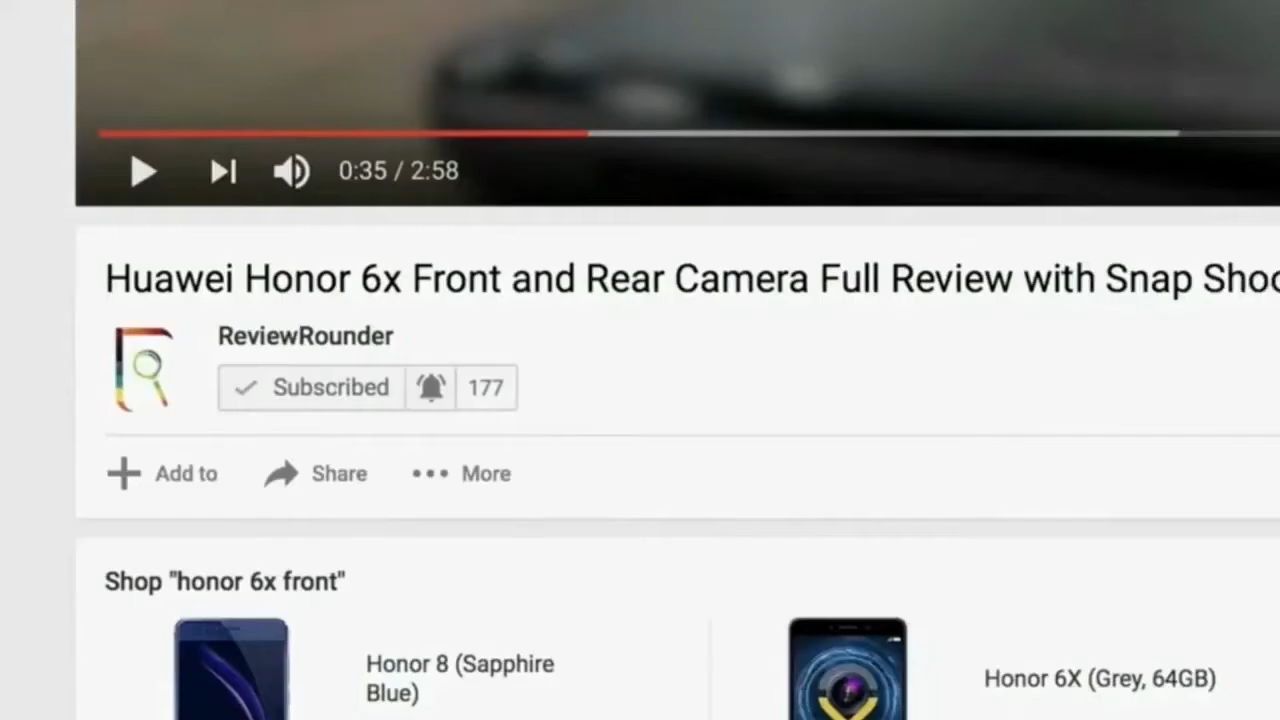 0:35 / 2:58
Huawei Honor 6x Front and Rear Camera Full Review with Snap Shoo
ReviewRounder
Subscribed 177
Add to Share More
Shop "honor 6x front"
Honor 8 (Sapphire
Blue)
Honor 6X (Grey, 64GB)